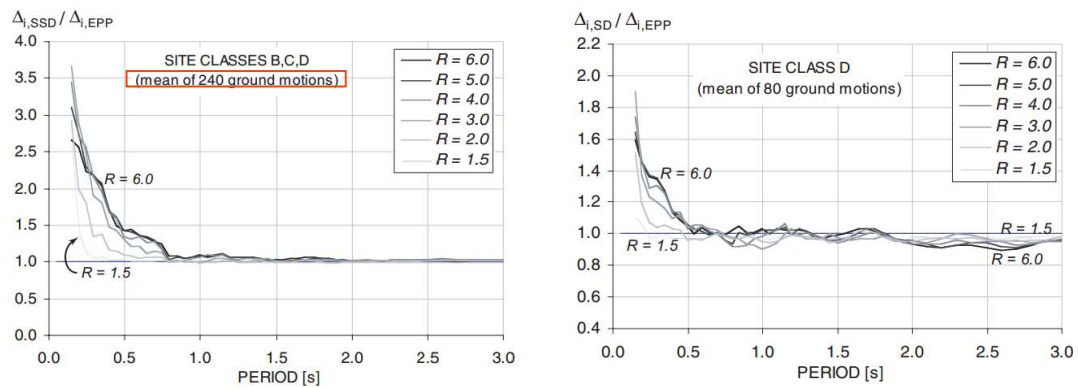 Δi,SSD / Δi,EPP
4.0
3.5
3.0
2.5
2.0
1.5
1.0
0.5
0.0
SITE CLASSES B,C,D
(mean of 240 ground motions)
R = 6.0
R = 5.0
R = 4.0
R = 3.0
R = 2.0
R = 1.5
R = 6.0
R = 1.5
0.0 0.5 1.0 1.5 2.0 2.5 3.0
PERIOD [s]
Δi,SD / Δi,EPP
2.2
2.0
1.8
1.6
1.4
1.2
1.0
0.8
0.6
0.4
SITE CLASS D
(mean of 80 ground motions)
R = 6.0
R = 5.0
R = 4.0
R = 3.0
R = 2.0
R = 1.5
R = 6.0
R = 1.5
R = 1.5
R = 6.0
0.0 0.5 1.0 1.5 2.0 2.5 3.0
PERIOD [s]